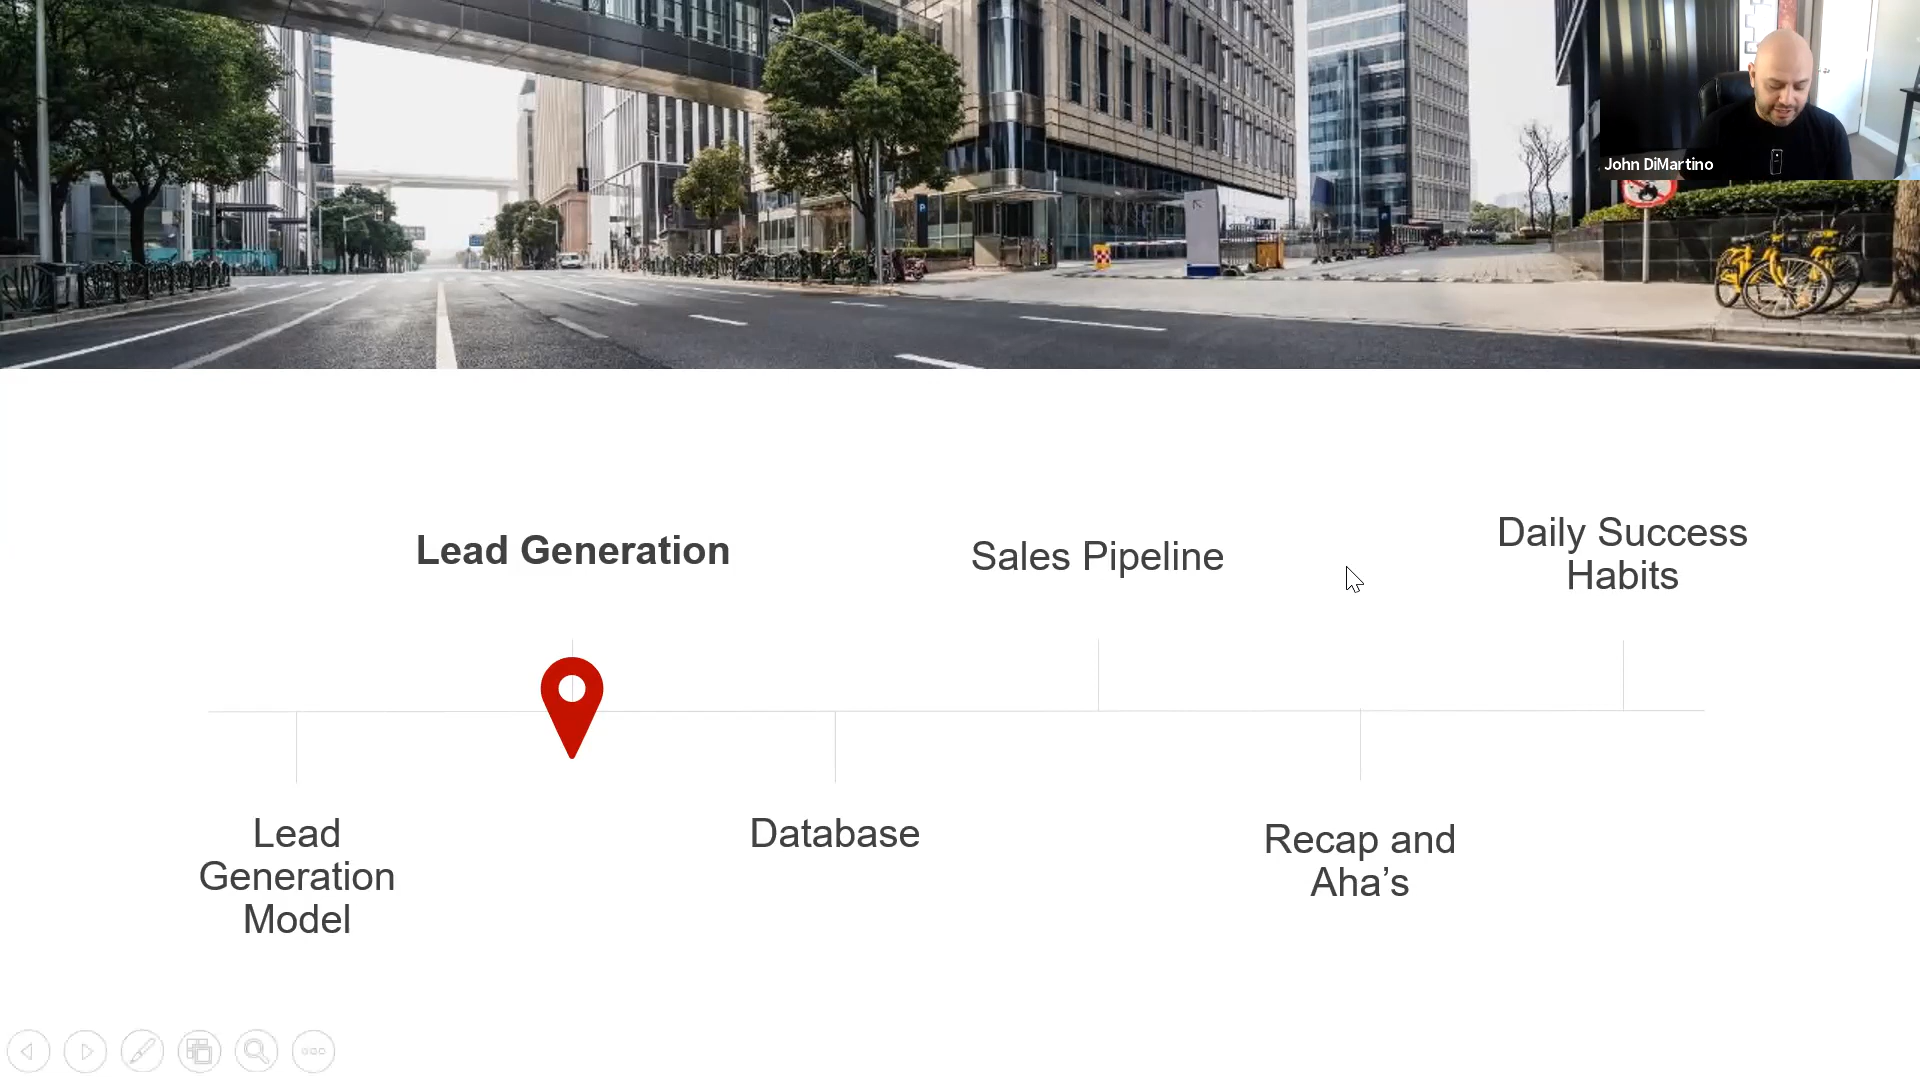 John DiMartino
Lead Generation
Sales Pipeline
Daily Success
Habits
Lead
Generation
Model
Database
Recap and
Aha’s